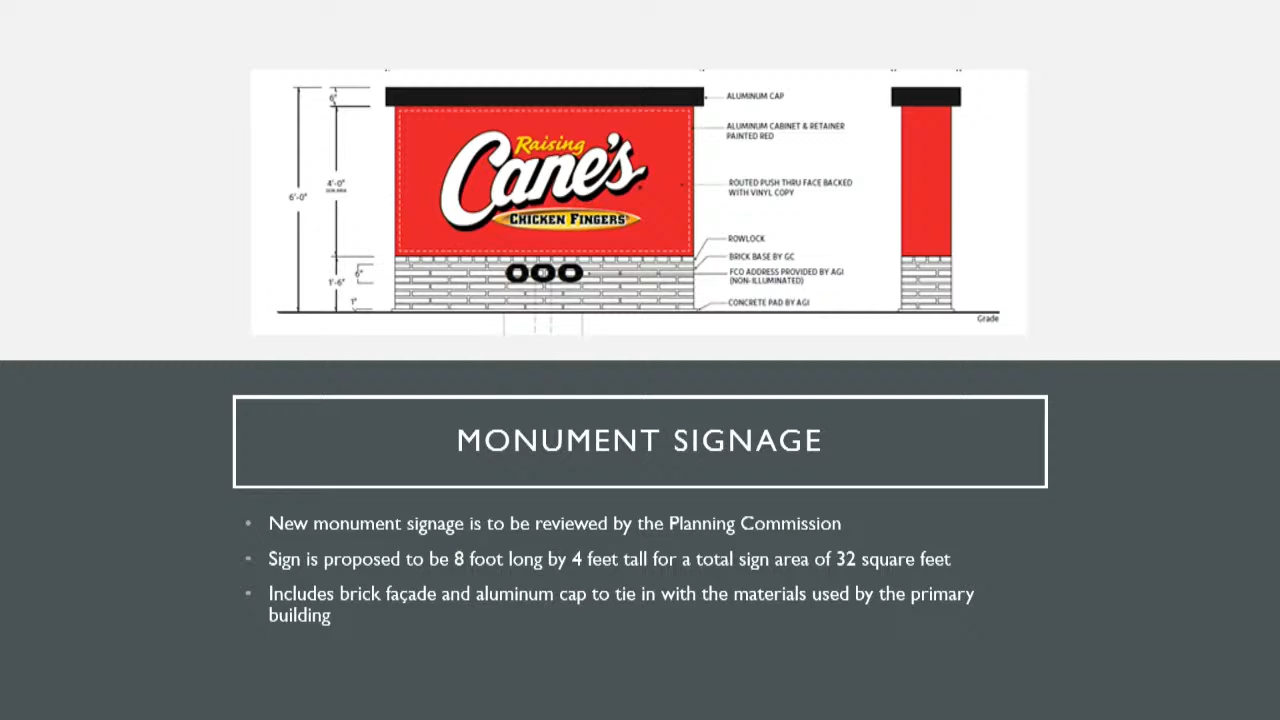 6"
ALUMINUM CAP
ALUMINUM CABINET & RETAINER
PAINTED RED
Raising
Cane's
CHICKEN FINGERS
4'-0"
6'-0"
ROUTED PUSH THRU FACE BACKED
WITH VINYL COPY
ROWLOCK
BRICK BASE BY GC
000
6"
FCO ADDRESS PROVIDED BY AGI
(NON-ILLUMINATED)
1'-6"
1"
CONCRETE PAD BY AGI
Grade
MONUMENT SIGNAGE
• New monument signage is to be reviewed by the Planning Commission
• Sign is proposed to be 8 foot long by 4 feet tall for a total sign area of 32 square feet
• Includes brick façade and aluminum cap to tie in with the materials used by the primary
building